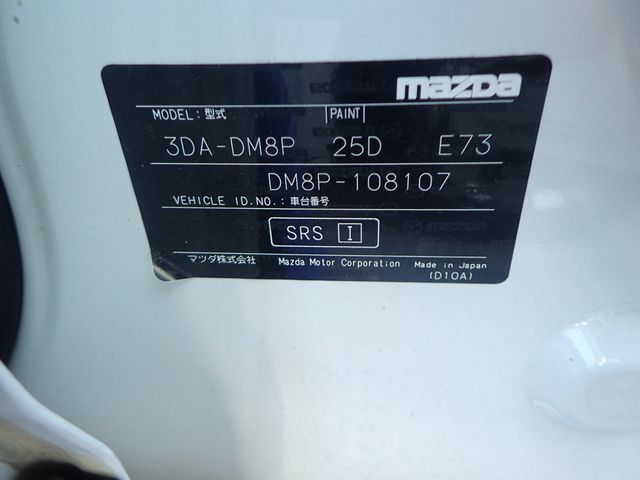 mazda
MODEL: 型式 PAINT
3DA-DM8P 25D E73
DM8P-108107
VEHICLE ID.NO.: 車台番号
SRS I
マツダ株式会社 Mazda Motor Corporation Made in Japan
(D10A)